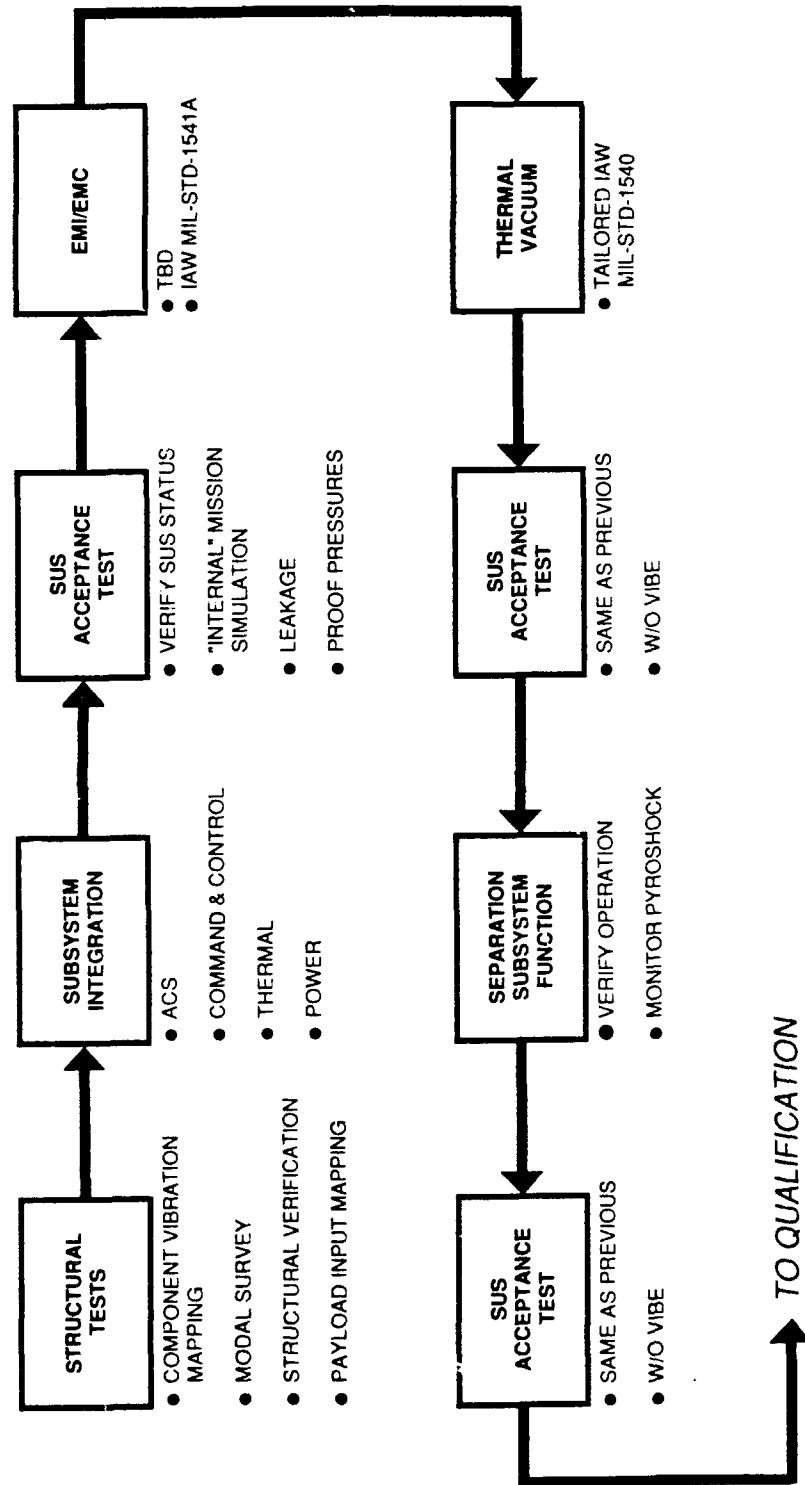 STRUCTURAL
TESTS
● COMPONENT VIBRATION
MAPPING
● MODAL SURVEY
● STRUCTURAL VERIFICATION
● PAYLOAD INPUT MAPPING
SUBSYSTEM
INTEGRATION
● ACS
● COMMAND & CONTROL
● THERMAL
● POWER
SUS
ACCEPTANCE
TEST
● VERIFY SUS STATUS
● "INTERNAL" MISSION
SIMULATION
● LEAKAGE
● PROOF PRESSURES
EMI/EMC
● TBD
● IAW MIL-STD-1541A
THERMAL
VACUUM
● TAILORED IAW
MIL-STD-1540
SUS
ACCEPTANCE
TEST
● SAME AS PREVIOUS
● W/O VIBE
SEPARATION
SUBSYSTEM
FUNCTION
● VERIFY OPERATION
● MONITOR PYROSHOCK
SUS
ACCEPTANCE
TEST
● SAME AS PREVIOUS
● W/O VIBE
TO QUALIFICATION